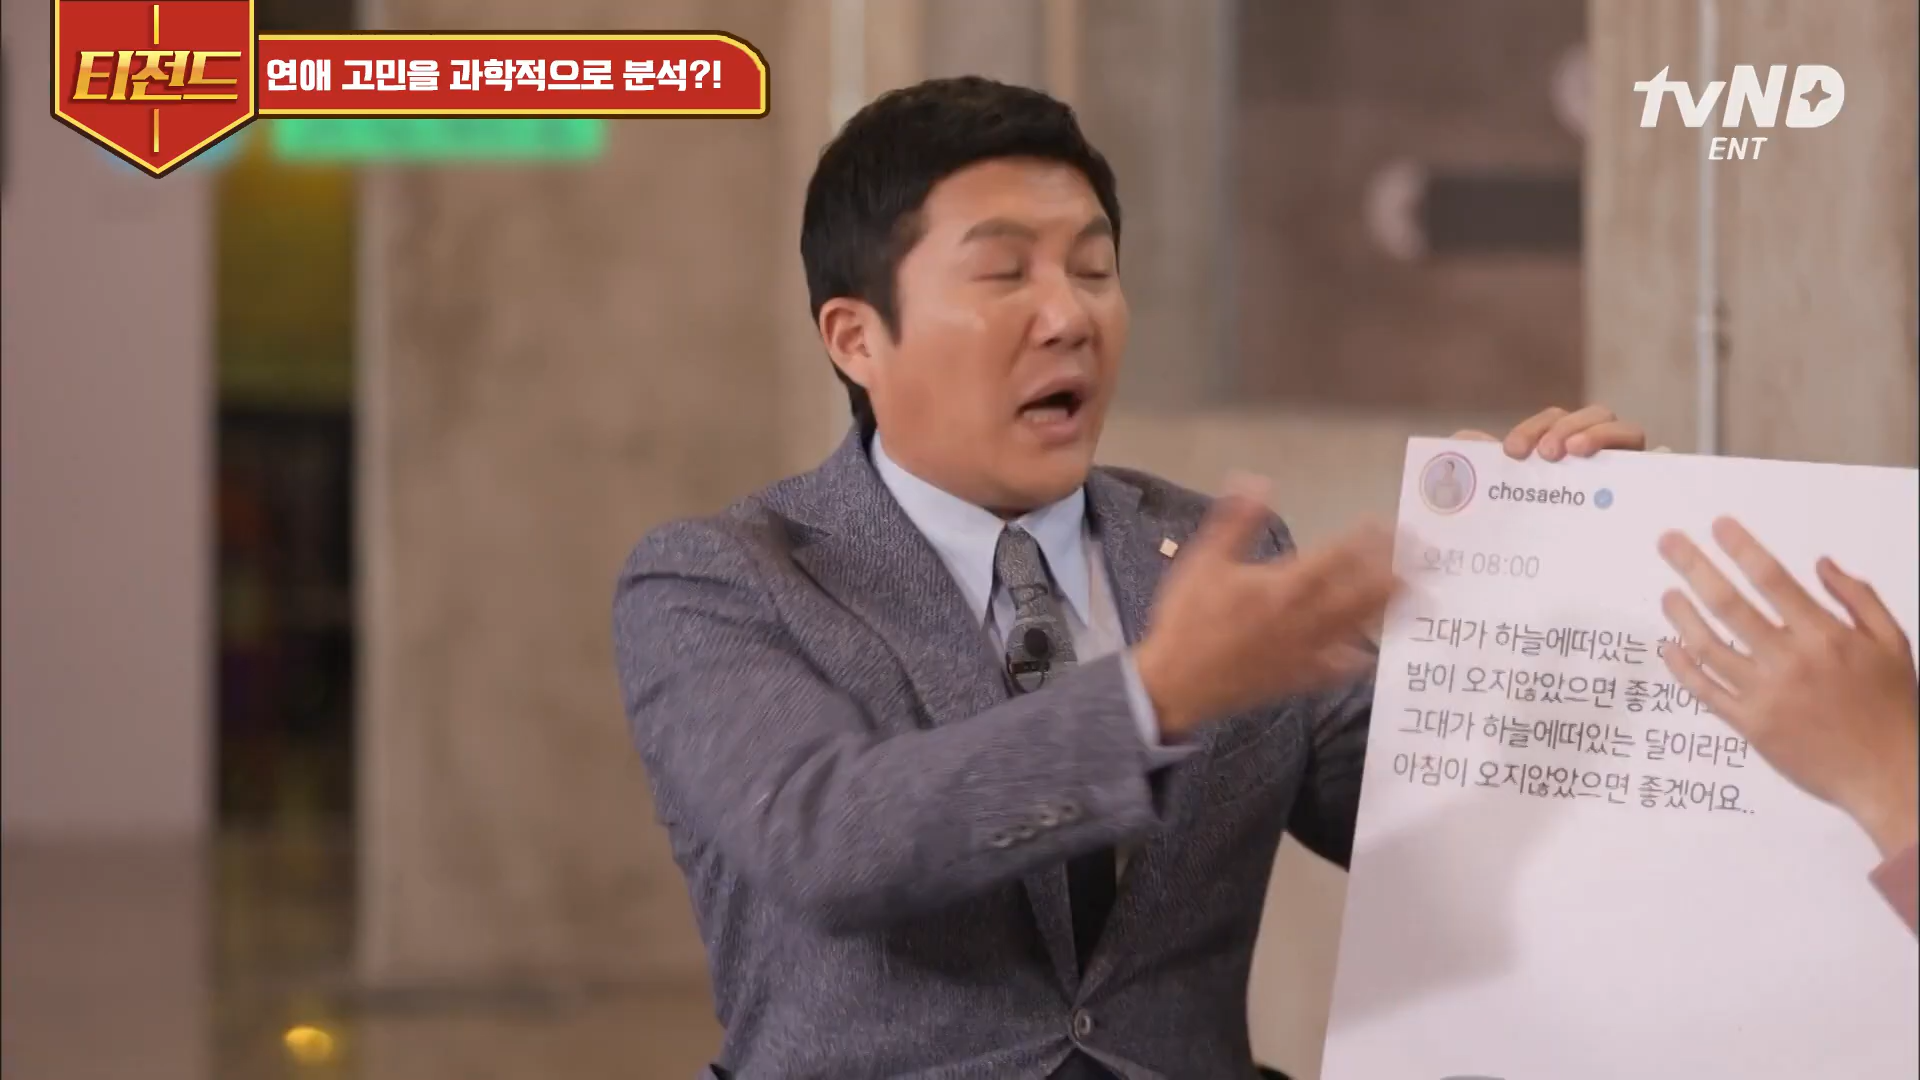 티전드
연애 고민을 과학적으로 분석?!
tvND
ENT
chosaeho
오전 08:00
그대가 하늘에떠있는
밤이 오지않았으면 좋겠어
그대가 하늘에떠있는 달이라면
아침이 오지않았으면 좋겠어요..